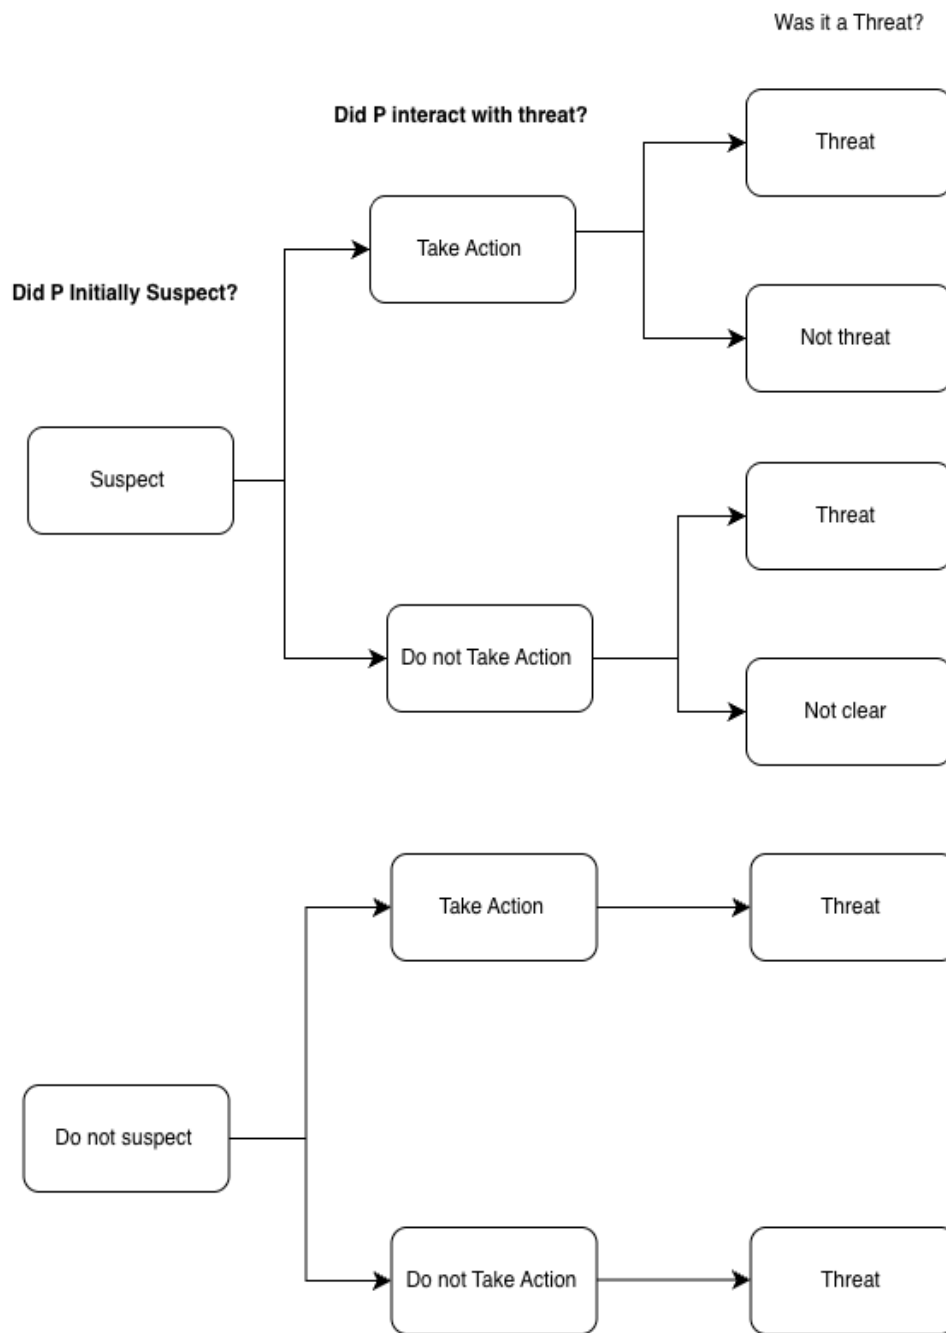 Was it a Threat?
Did P interact with threat?
Threat
Take Action
Did P Initially Suspect?
Not threat
Suspect
Threat
Do not Take Action
Not clear
Take Action
Threat
Do not suspect
Do not Take Action
Threat